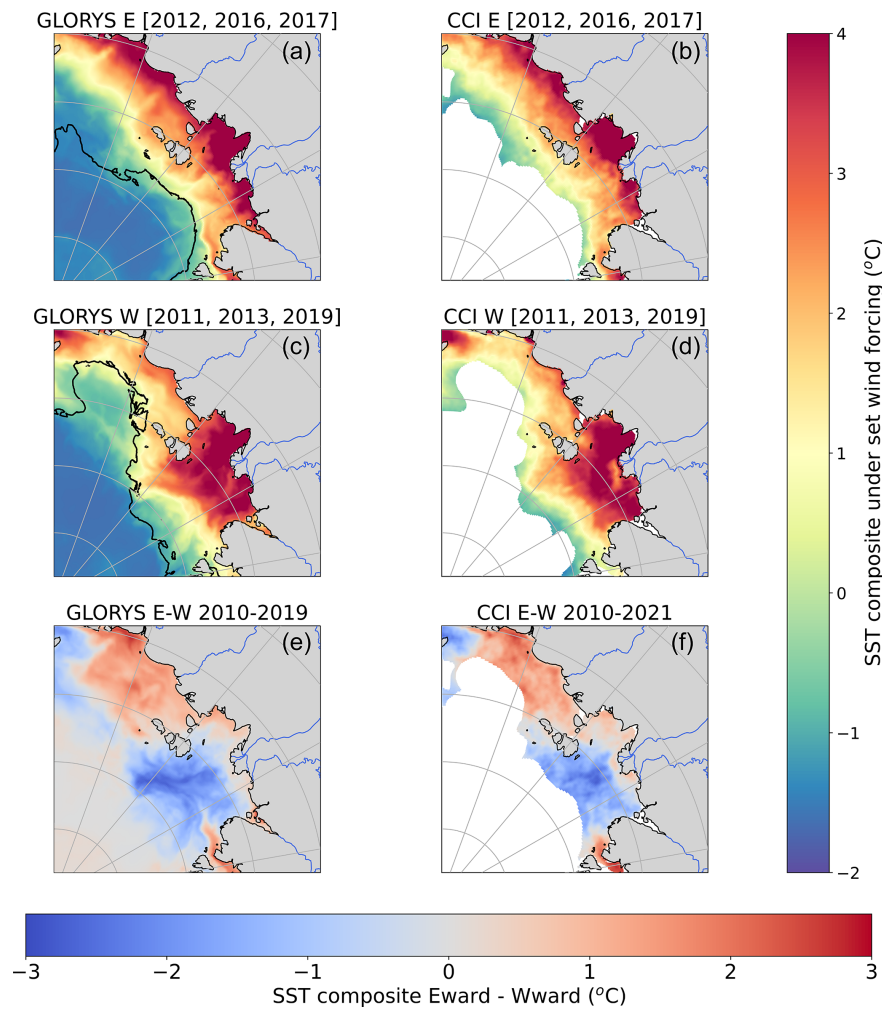 GLORYS E [2012, 2016, 2017]
(a)
CCI E [2012, 2016, 2017]
(b)
GLORYS W [2011, 2013, 2019]
(c)
CCI W [2011, 2013, 2019]
(d)
GLORYS E-W 2010-2019
(e)
CCI E-W 2010-2021
(f)
4
3
2
1
0
−1
−2
SST composite under set wind forcing (°C)
−3 −2 −1 0 1 2 3
SST composite Eward - Wward (°C)